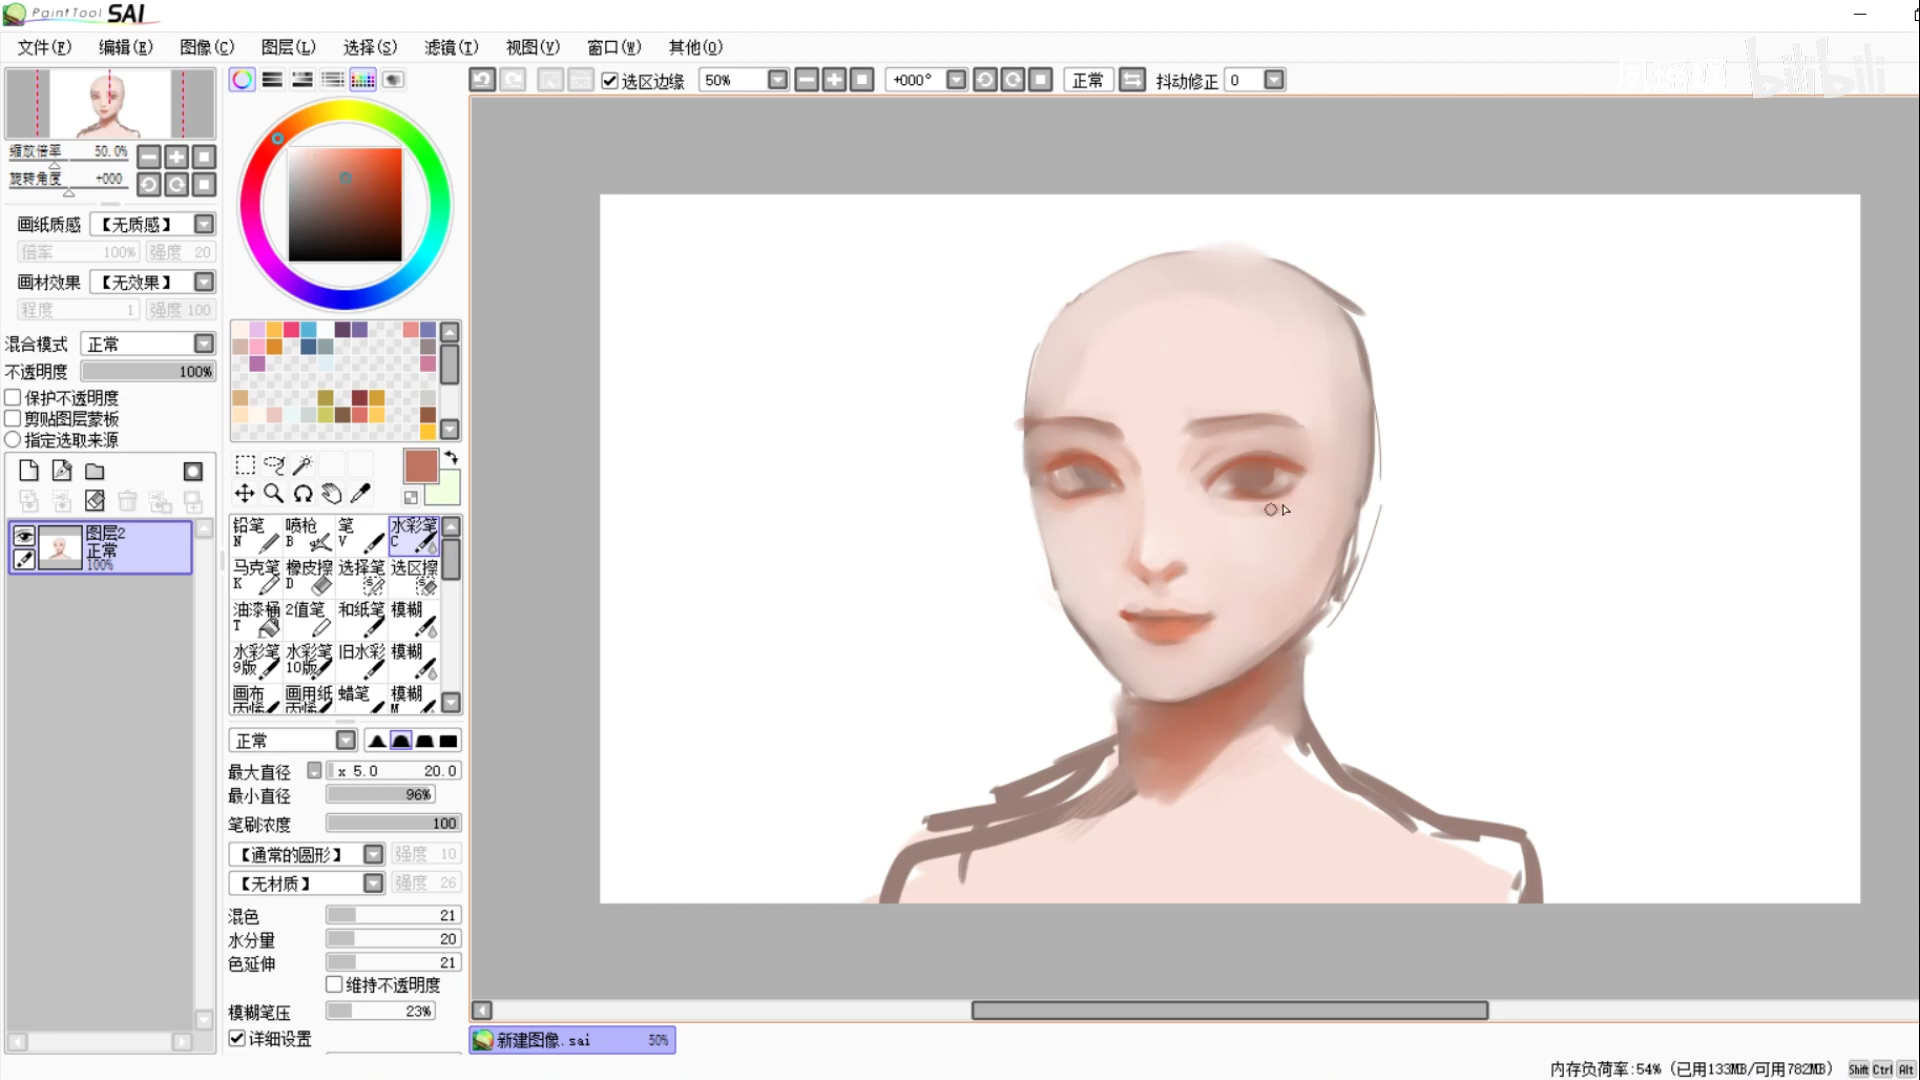 PaintTool SAI
文件(F) 编辑(E) 图像(C) 图层(L) 选择(S) 滤镜(T) 视图(V) 窗口(W) 其他(O)
选区边缘 50% +000° 正常 抖动修正 0
bilibili
缩放倍率 50.0%
旋转角度 +000
画纸质感 【无质感】
倍率 100% 强度 20
画材效果 【无效果】
程度 1 强度 100
混合模式 正常
不透明度 100%
保护不透明度
剪贴图层蒙板
指定选取来源
图层2
正常
100%
铅笔 N 喷枪 B 笔 V 水彩笔 C
马克笔 K 橡皮擦 D 选择笔 选区擦
油漆桶 T 2值笔 和纸笔 模糊
水彩笔 9版 水彩笔 10版 旧水彩 模糊
画布 丙烯 画用纸 丙烯 蜡笔 模糊 M
正常
最大直径 x 5.0 20.0
最小直径 96%
笔刷浓度 100
【通常的圆形】 强度 10
【无材质】 强度 26
混色 21
水分量 20
色延伸 21
维持不透明度
模糊笔压 23%
详细设置
新建图像.sai 50%
内存负荷率:54% (已用133MB/可用782MB) Shift Ctrl Alt